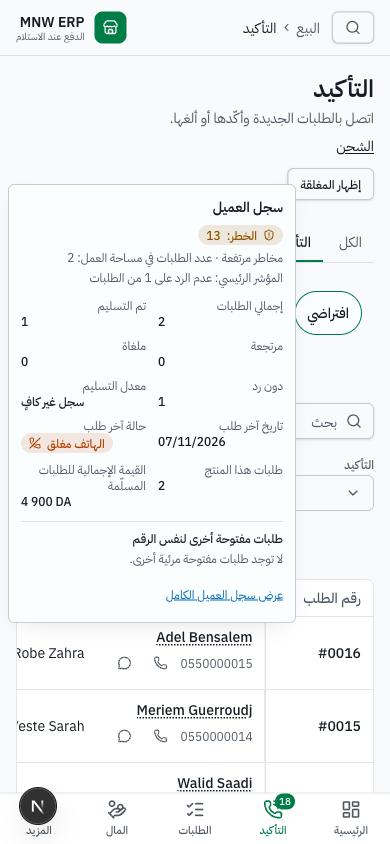 البيع › التأكيد
MNW ERP
الدفع عند الاستلام
التأكيد
اتصل بالطلبات الجديدة وأكّدها أو ألغها.
الشحن
إظهار المغلقة
الكل
افتراضي
بحث
التأكيد
سجل العميل
الخطر: 13
مخاطر مرتفعة · عدد الطلبات في مساحة العمل: 2
المؤشر الرئيسي: عدم الرد على 1 من الطلبات
إجمالي الطلبات
2
تم التسليم
1
مرتجعة
0
ملغاة
0
دون رد
1
معدل التسليم
سجل غير كافٍ
تاريخ آخر طلب
07/11/2026
حالة آخر طلب
الهاتف مغلق
طلبات هذا المنتج
2
القيمة الإجمالية للطلبات المسلّمة
4 900 DA
طلبات مفتوحة أخرى لنفس الرقم
لا توجد طلبات مفتوحة مرئية أخرى.
عرض سجل العميل الكامل
رقم الطلب
#0016
Adel Bensalem
0550000015
Robe Zahra
#0015
Meriem Guerroudj
0550000014
Veste Sarah
Walid Saadi
الرئيسية
18
التأكيد
الطلبات
المال
N
المزيد